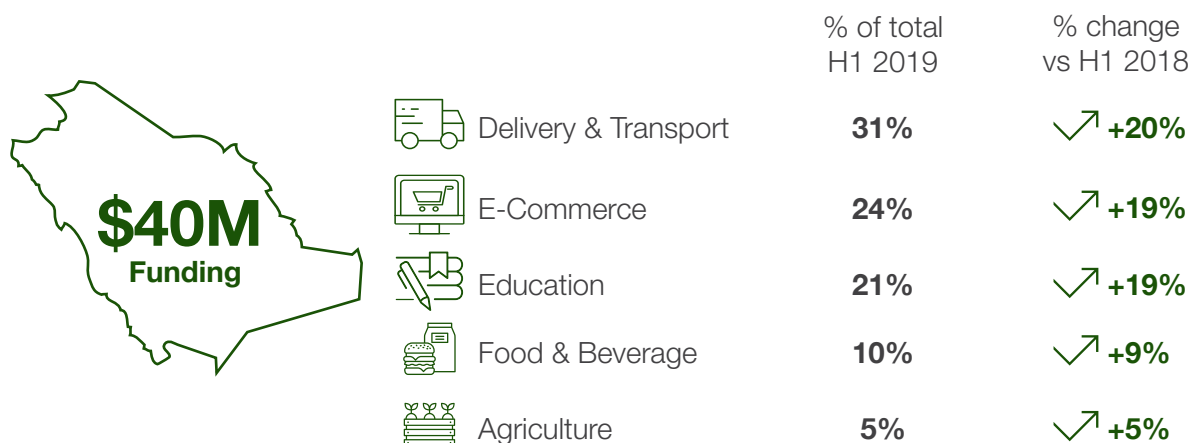 % of total % change
H1 2019 vs H1 2018
Delivery & Transport 31% +20%
$40M
Funding
E-Commerce 24% +19%
Education 21% +19%
Food & Beverage 10% +9%
Agriculture 5% +5%